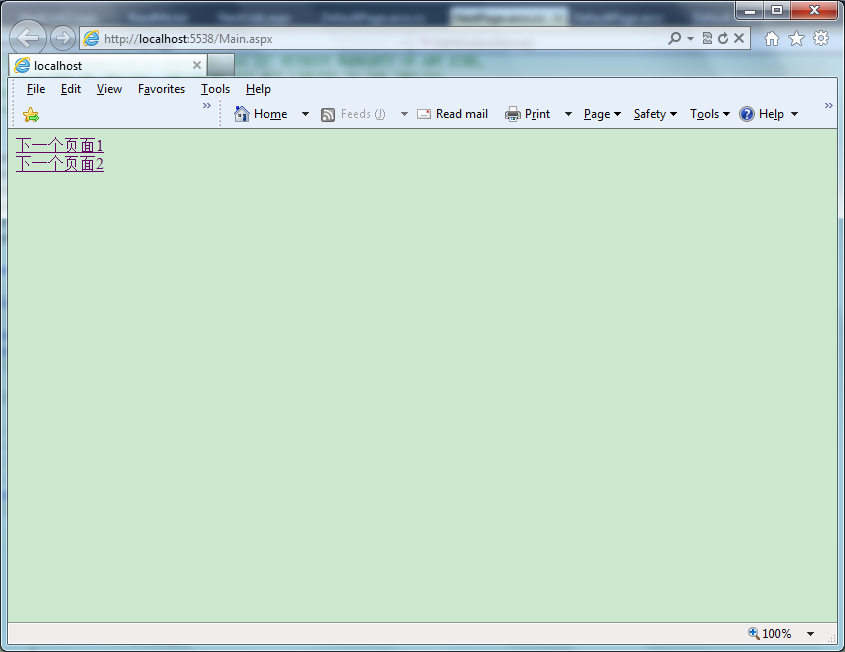 http://localhost:5538/Main.aspx
localhost
File Edit View Favorites Tools Help
Home Feeds (J) Read mail Print Page Safety Tools Help
下一个页面1
下一个页面2
100%